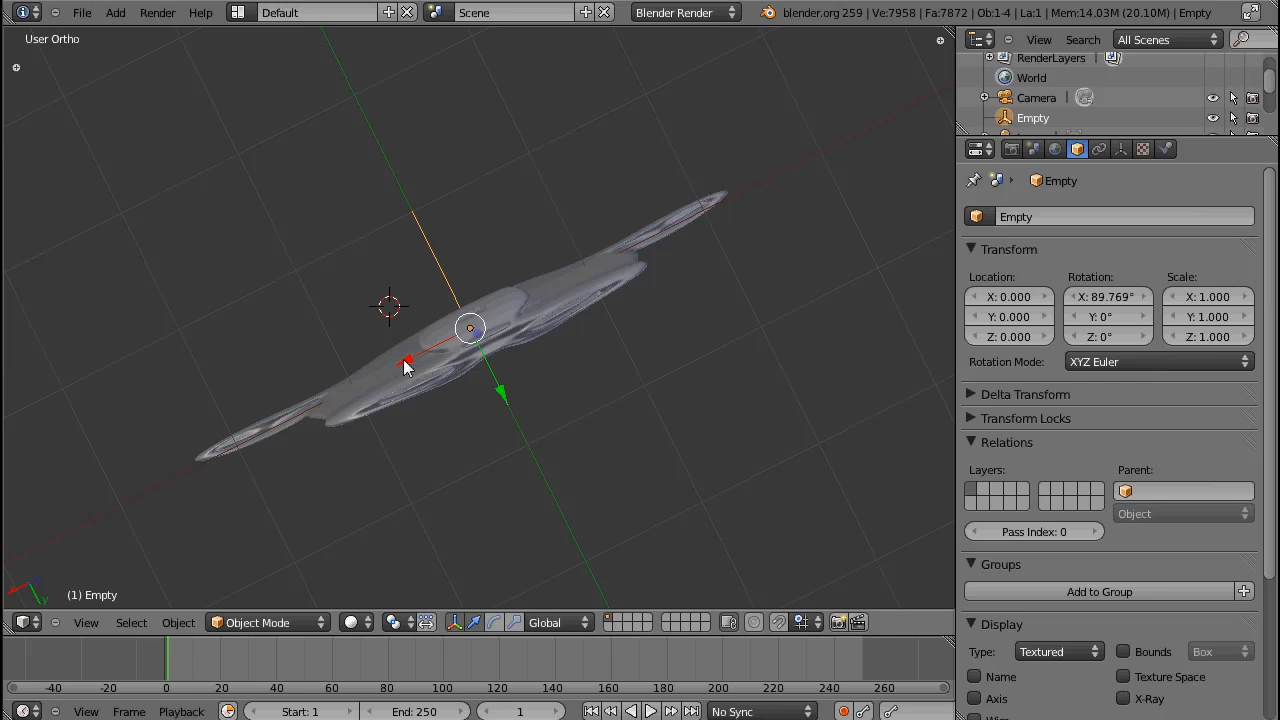 File Add Render Help Default Scene Blender Render blender.org 259 | Ve:7958 | Fa:7872 | Ob:1-4 | La:1 | Mem:14.03M (20.10M) | Empty
User Ortho
View Search All Scenes
RenderLayers |
World
Camera |
Empty
Empty
Empty
Transform
Location: Rotation: Scale:
X: 0.000 X: 89.769° X: 1.000
Y: 0.000 Y: 0° Y: 1.000
Z: 0.000 Z: 0° Z: 1.000
Rotation Mode: XYZ Euler
Delta Transform
Transform Locks
Relations
Layers: Parent:
Object
Pass Index: 0
Groups
Add to Group
Display
Type: Textured Bounds Box
Name Texture Space
Axis X-Ray
y
(1) Empty
View Select Object Object Mode Global
-40 -20 0 20 40 60 80 100 120 140 160 180 200 220 240 260
View Frame Playback Start: 1 End: 250 1 No Sync